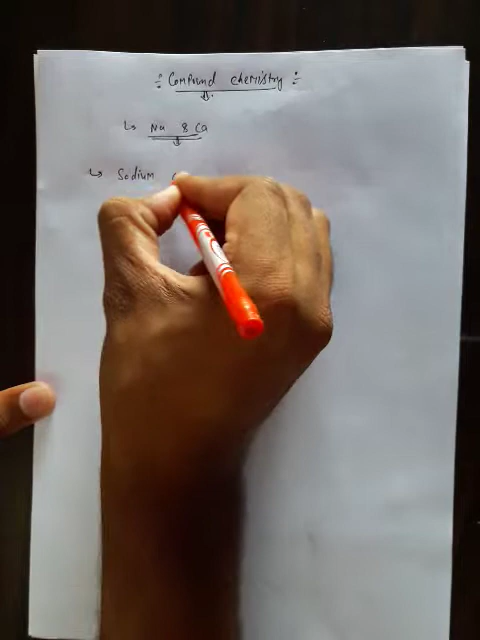 ÷ Compound chemistry ÷
↳ Na & Ca
↳ Sodium